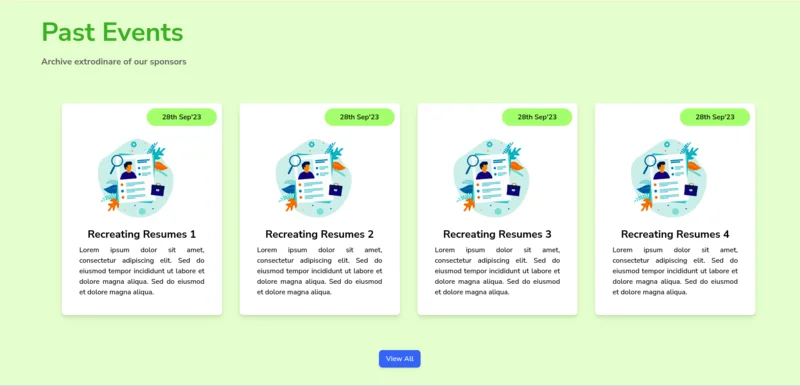 Past Events
Archive extrodinare of our sponsors
28th Sep'23
Recreating Resumes 1
Lorem ipsum dolor sit amet,
consectetur adipiscing elit. Sed do
eiusmod tempor incididunt ut labore et
dolore magna aliqua. Sed do eiusmod
et dolore magna aliqua.
28th Sep'23
Recreating Resumes 2
Lorem ipsum dolor sit amet,
consectetur adipiscing elit. Sed do
eiusmod tempor incididunt ut labore et
dolore magna aliqua. Sed do eiusmod
et dolore magna aliqua.
28th Sep'23
Recreating Resumes 3
Lorem ipsum dolor sit amet,
consectetur adipiscing elit. Sed do
eiusmod tempor incididunt ut labore et
dolore magna aliqua. Sed do eiusmod
et dolore magna aliqua.
28th Sep'23
Recreating Resumes 4
Lorem ipsum dolor sit amet,
consectetur adipiscing elit. Sed do
eiusmod tempor incididunt ut labore et
dolore magna aliqua. Sed do eiusmod
et dolore magna aliqua.
View All